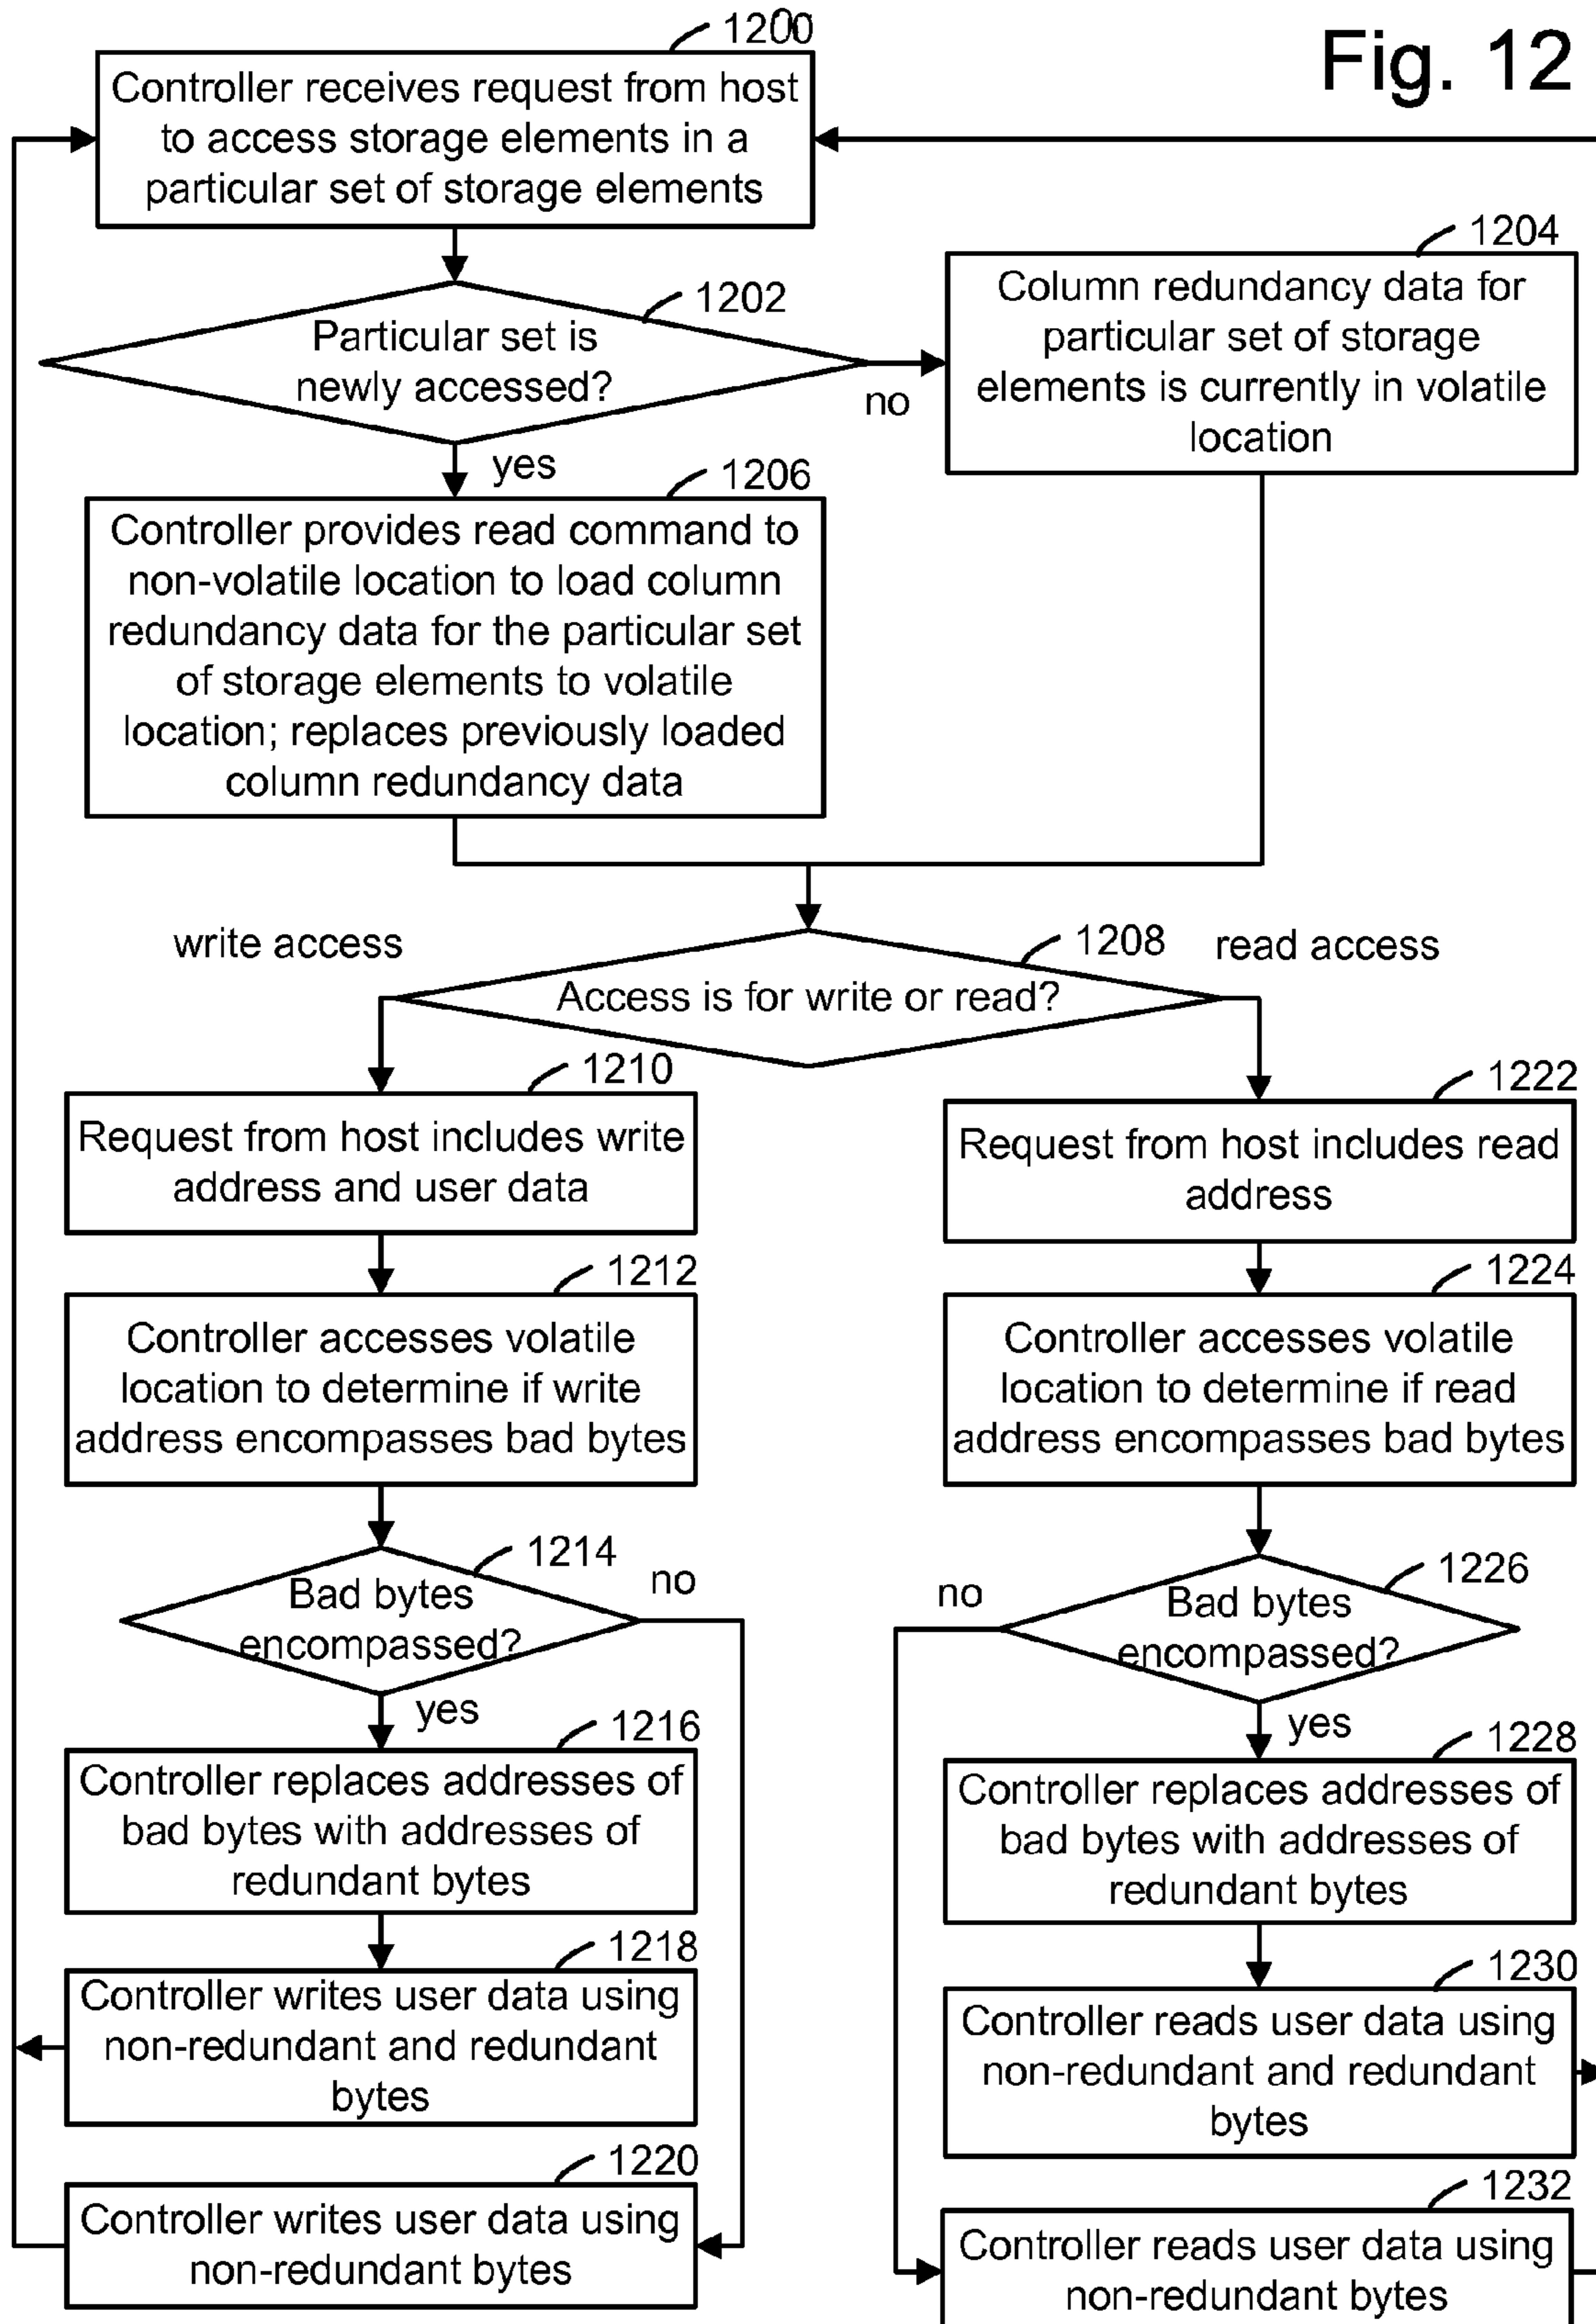 Fig. 12
1200
Controller receives request from host
to access storage elements in a
particular set of storage elements
1202
Particular set is
newly accessed?
no
yes
1204
Column redundancy data for
particular set of storage
elements is currently in volatile
location
1206
Controller provides read command to
non-volatile location to load column
redundancy data for the particular set
of storage elements to volatile
location; replaces previously loaded
column redundancy data
1208
Access is for write or read?
write access
read access
1210
Request from host includes write
address and user data
1212
Controller accesses volatile
location to determine if write
address encompasses bad bytes
1214
Bad bytes
encompassed?
no
yes
1216
Controller replaces addresses of
bad bytes with addresses of
redundant bytes
1218
Controller writes user data using
non-redundant and redundant
bytes
1220
Controller writes user data using
non-redundant bytes
1222
Request from host includes read
address
1224
Controller accesses volatile
location to determine if read
address encompasses bad bytes
1226
Bad bytes
encompassed?
no
yes
1228
Controller replaces addresses of
bad bytes with addresses of
redundant bytes
1230
Controller reads user data using
non-redundant and redundant
bytes
1232
Controller reads user data using
non-redundant bytes